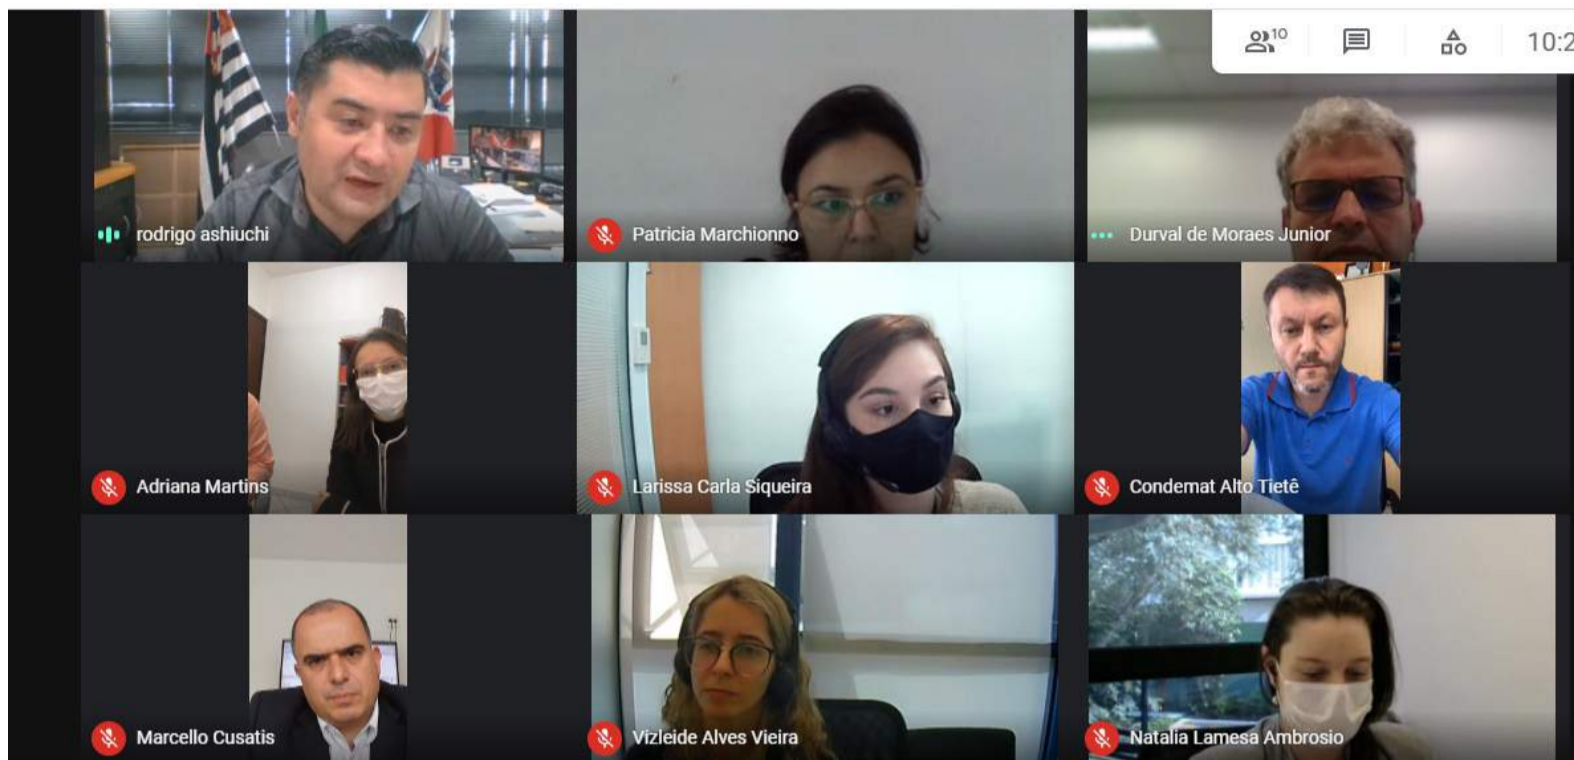 10
10:2
rodrigo ashiuchi
Patricia Marchionno
Durval de Moraes Junior
Adriana Martins
Larissa Carla Siqueira
Condemat Alto Tietê
Marcello Cusatis
Vizleide Alves Vieira
Natalia Lamesa Ambrosio